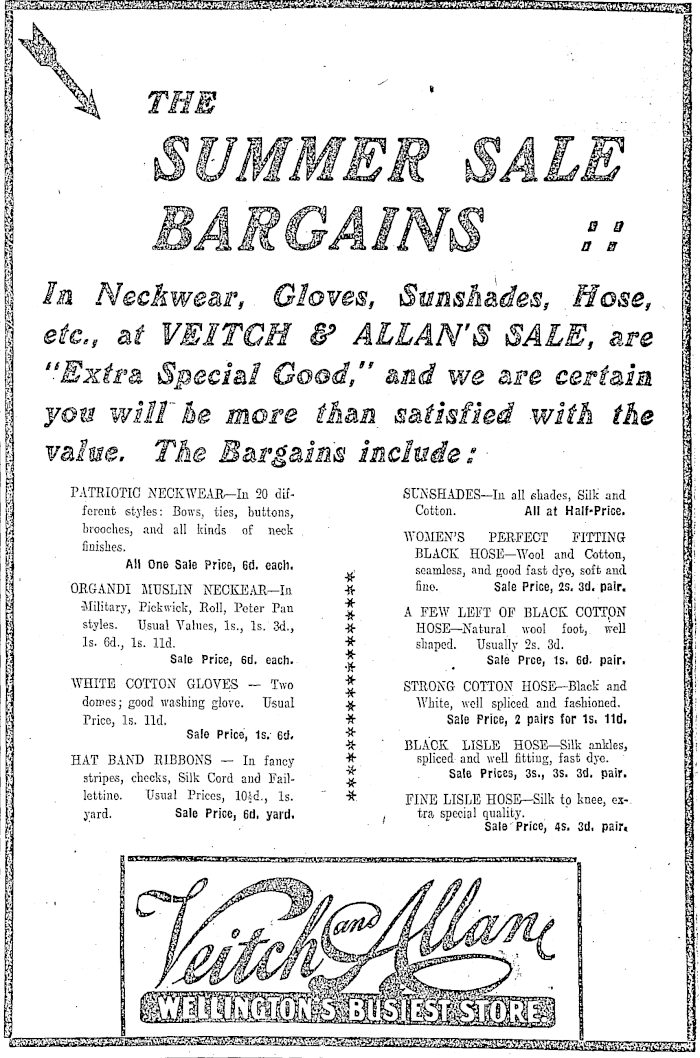 THE
SUMMER SALE
BARGAINS ::
In Neckwear, Gloves, Sunshades, Hose,
etc., at VEITCH & ALLAN'S SALE, are
"Extra Special Good," and we are certain
you will be more than satisfied with the
value. The Bargains include:
PATRIOTIC NECKWEAR—In 20 dif-
ferent styles: Bows, ties, buttons,
brooches, and all kinds of neck
finishes.
All One Sale Price, 6d. each.
ORGANDI MUSLIN NECKEAR—In
Military, Pickwick, Roll, Peter Pan
styles. Usual Values, 1s., 1s. 3d.,
1s. 6d., 1s. 11d.
Sale Price, 6d. each.
WHITE COTTON GLOVES — Two
domes; good washing glove. Usual
Price, 1s. 11d.
Sale Price, 1s. 6d.
HAT BAND RIBBONS — In fancy
stripes, checks, Silk Cord and Fail-
lettine. Usual Prices, 10½d., 1s.
yard. Sale Price, 6d. yard.
SUNSHADES—In all shades, Silk and
Cotton. All at Half-Price.
WOMEN'S PERFECT FITTING
BLACK HOSE—Wool and Cotton,
seamless, and good fast dye, soft and
fine. Sale Price, 2s. 3d. pair.
A FEW LEFT OF BLACK COTTON
HOSE—Natural wool foot, well
shaped. Usually 2s. 3d.
Sale Prce, 1s. 6d. pair.
STRONG COTTON HOSE—Black and
White, well spliced and fashioned.
Sale Price, 2 pairs for 1s. 11d.
BLACK LISLE HOSE—Silk ankles,
spliced and well fitting, fast dye.
Sale Prices, 3s., 3s. 3d. pair.
FINE LISLE HOSE—Silk to knee, ex-
tra special quality.
Sale Price, 4s. 3d. pair.
Veitch and Allan
WELLINGTON'S BUSIEST STORE